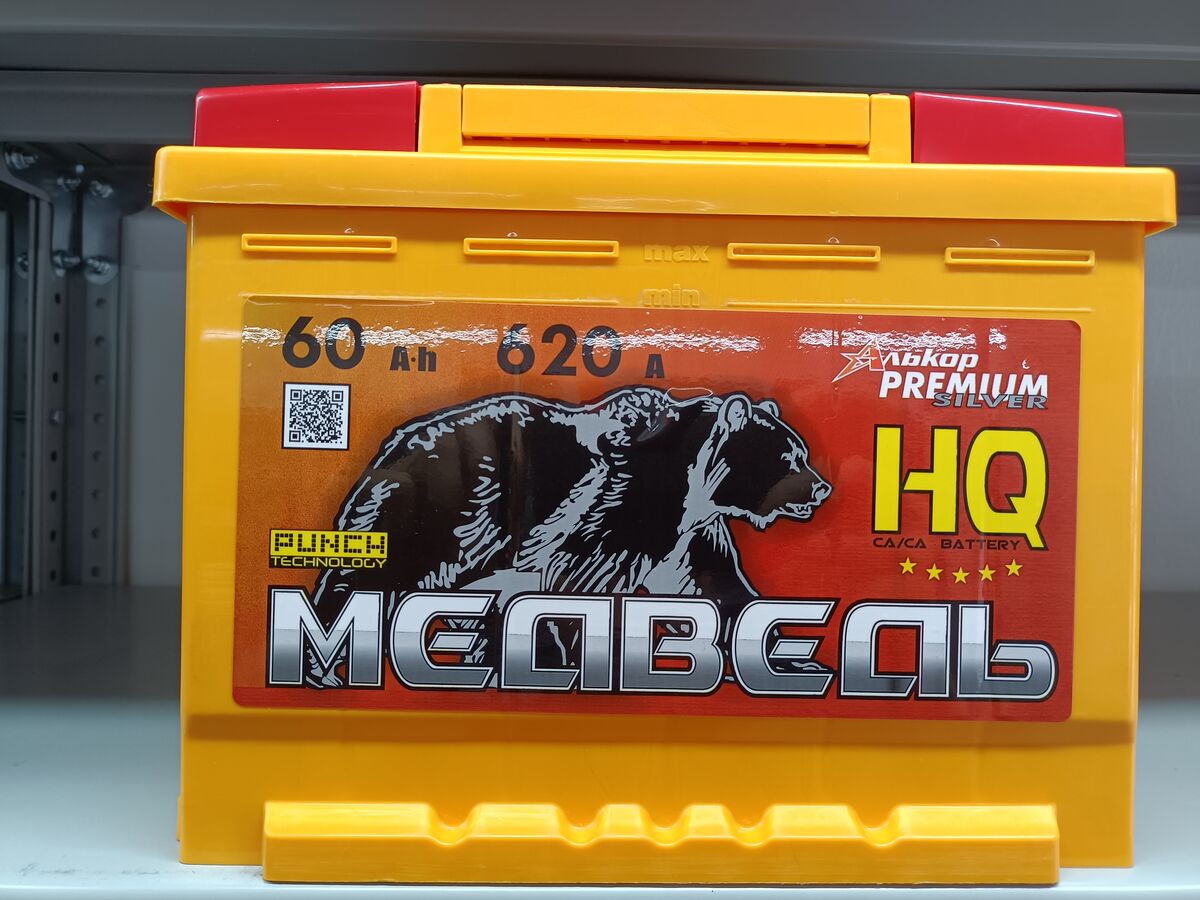 max
min
60 A·h 620 A
Алькор
PREMIUM
SILVER
HQ
CA/CA BATTERY
PUNCH
TECHNOLOGY
МЕДВЕДЬ